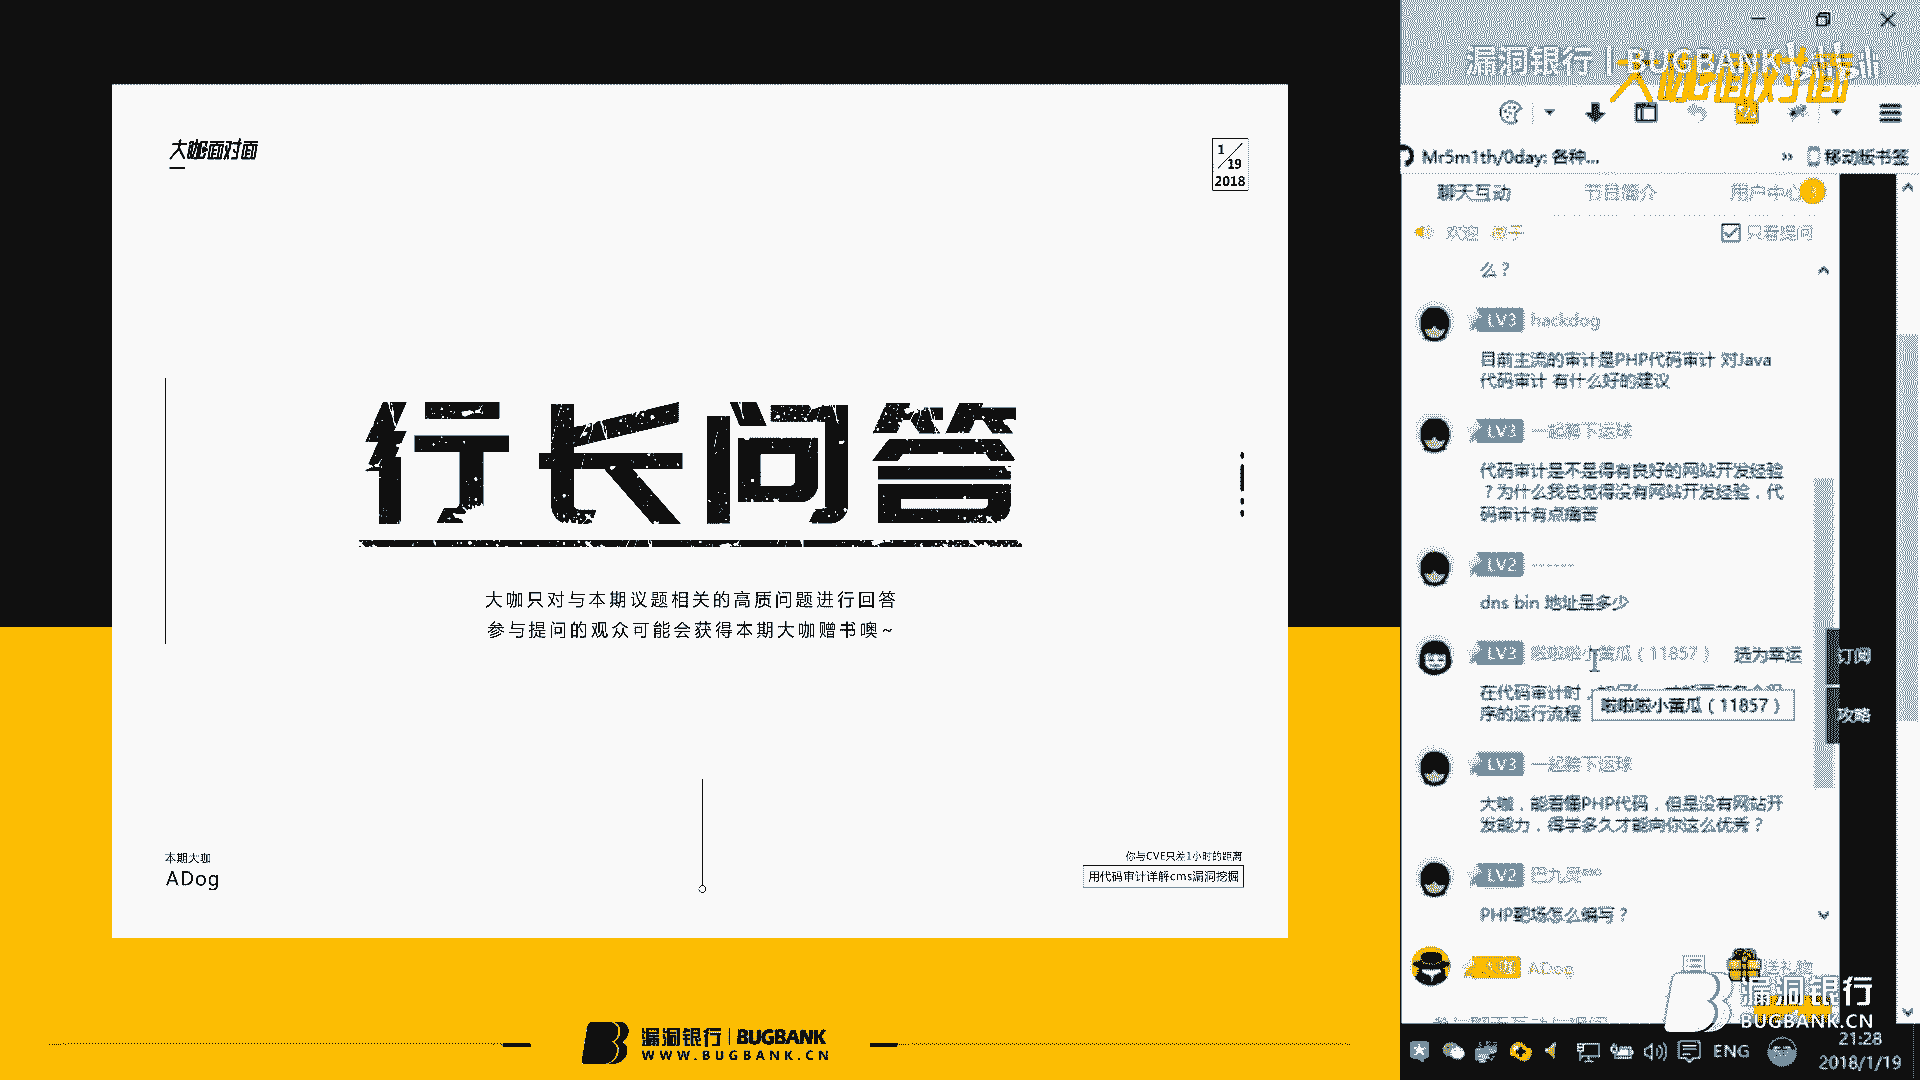 大咖面对面
1
19
2018
行长问答
大咖只对与本期议题相关的高质问题进行回答
参与提问的观众可能会获得本期大咖赠书噢~
本期大咖
ADog
你与CVE只差1小时的距离
用代码审计详解cms漏洞挖掘
漏洞银行 | BUGBANK
WWW.BUGBANK.CN
漏洞银行 | BUGBANK
大咖面对面
Mr5m1th/0day: 各种...
»
移动版书签
聊天互动
节目简介
用户中心
3
欢迎
只看提问
么？
LV3 hackdog
目前主流的审计是PHP代码审计 对Java
代码审计 有什么好的建议
LV3 一起胯下运球
代码审计是不是得有良好的网站开发经验
？为什么我总觉得没有网站开发经验，代
码审计有点痛苦
LV2 ------
dns bin 地址是多少
LV3 啦啦啦小黄瓜（11857） 选为幸运
订阅
在代码审计时，
序的运行流程
啦啦啦小黄瓜（11857）
攻略
LV3 一起胯下运球
大咖，能看懂PHP代码，但是没有网站开
发能力，得学多久才能向你这么优秀？
LV2 巴九灵
PHP靶场怎么编写？
大咖 ADog
送礼物
漏洞银行
BUGBANK.CN
ENG
21:28
2018/1/19